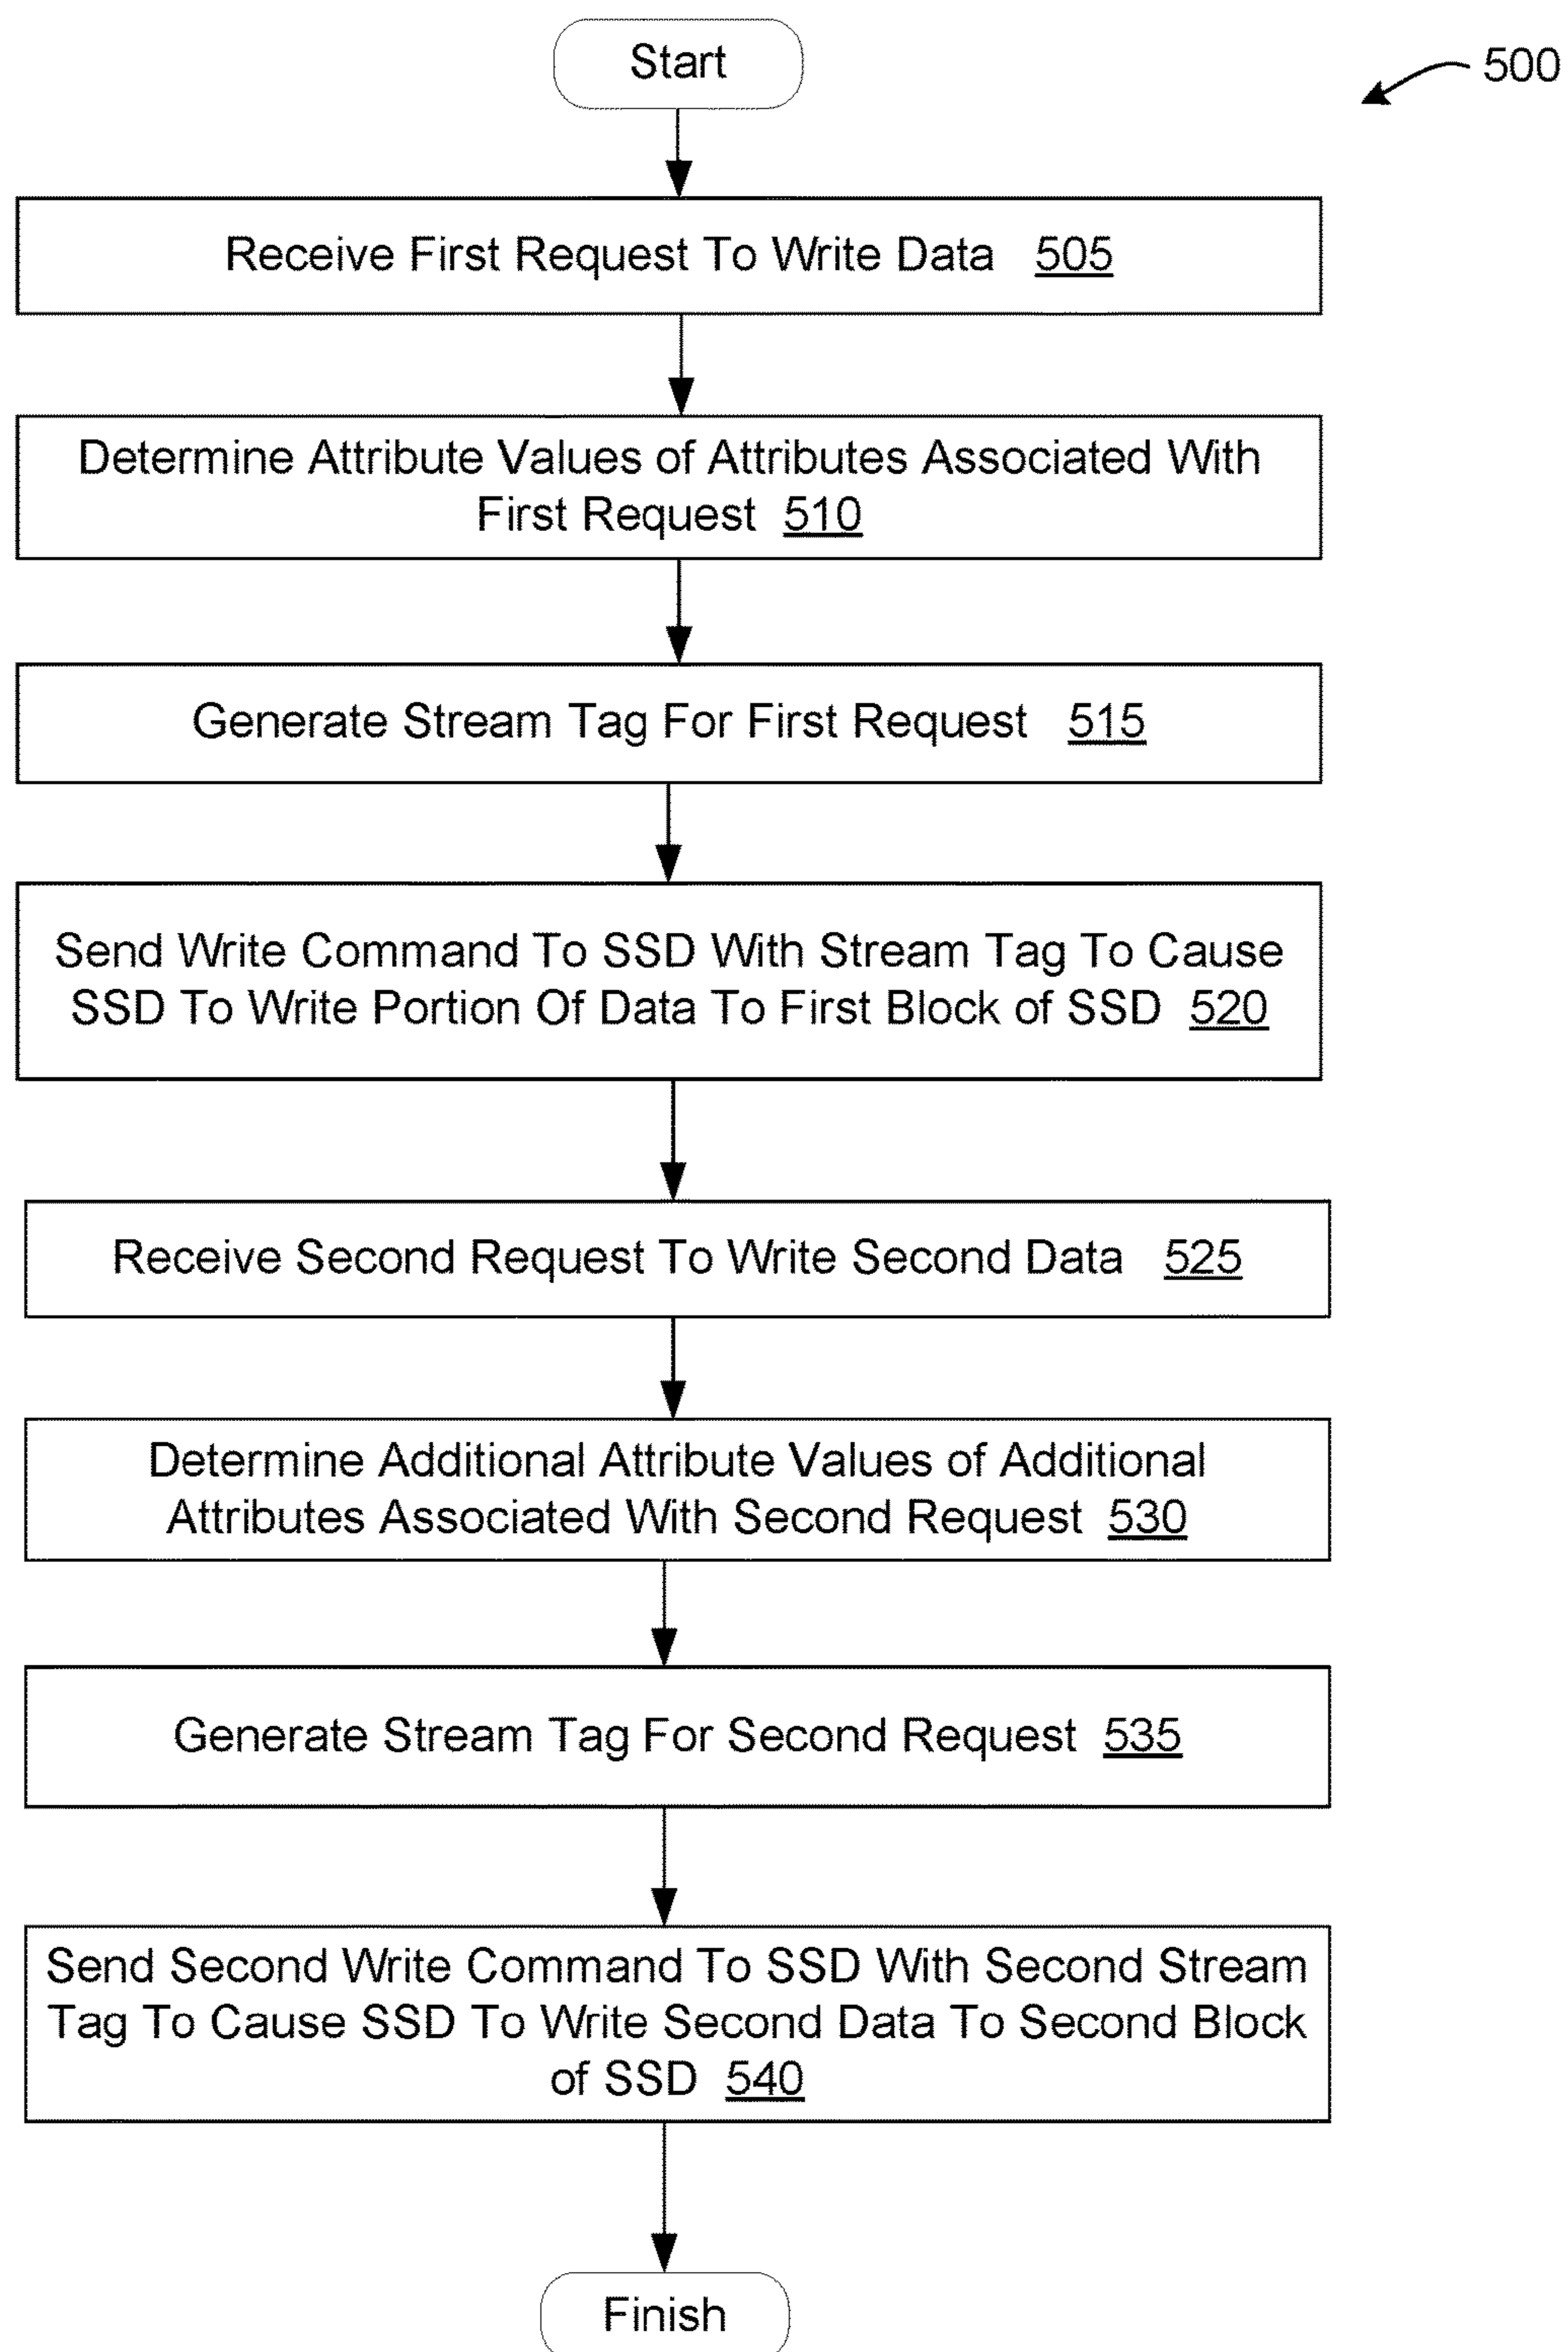 Start
500
Receive First Request To Write Data 505
Determine Attribute Values of Attributes Associated With
First Request 510
Generate Stream Tag For First Request 515
Send Write Command To SSD With Stream Tag To Cause
SSD To Write Portion Of Data To First Block of SSD 520
Receive Second Request To Write Second Data 525
Determine Additional Attribute Values of Additional
Attributes Associated With Second Request 530
Generate Stream Tag For Second Request 535
Send Second Write Command To SSD With Second Stream
Tag To Cause SSD To Write Second Data To Second Block
of SSD 540
Finish